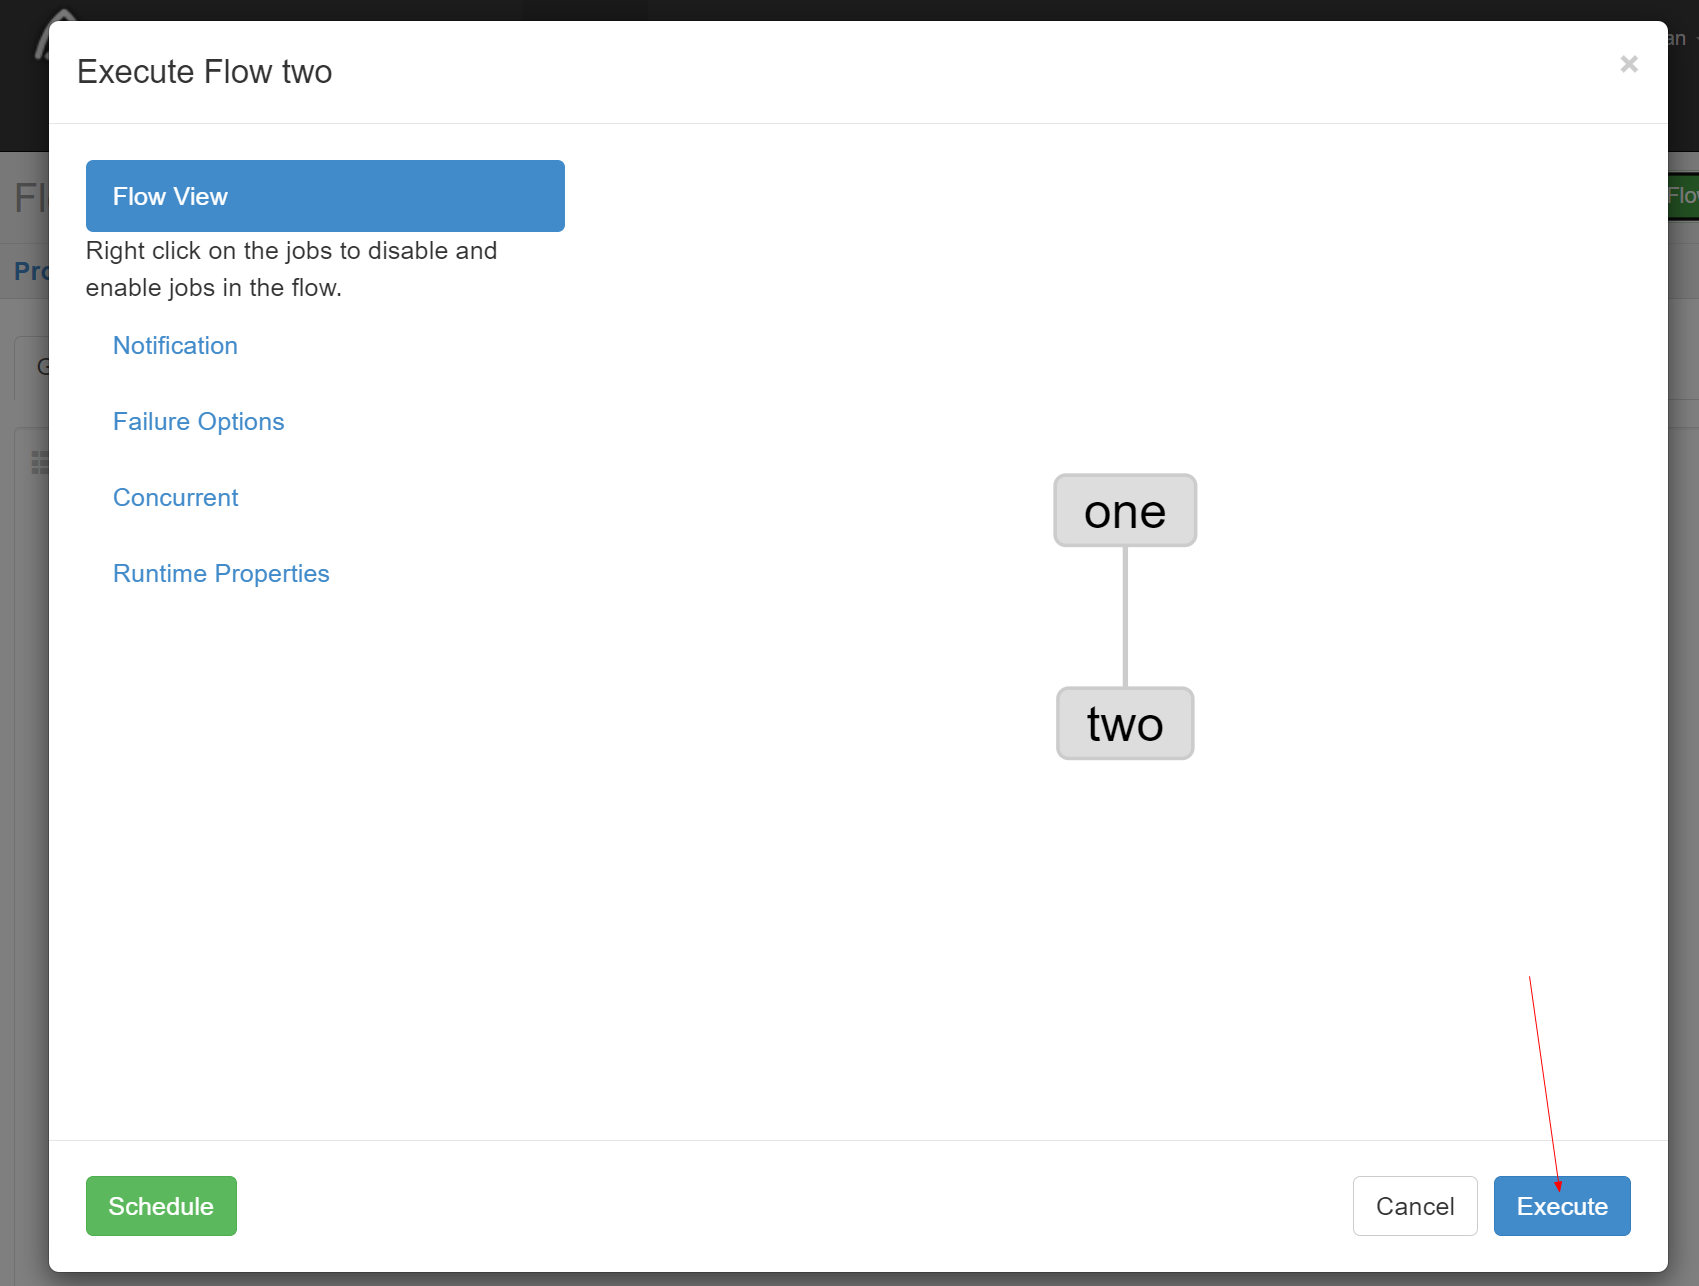 Execute Flow two
×
Flow View
Right click on the jobs to disable and
enable jobs in the flow.
Notification
Failure Options
Concurrent
Runtime Properties
one
two
Schedule
Cancel
Execute